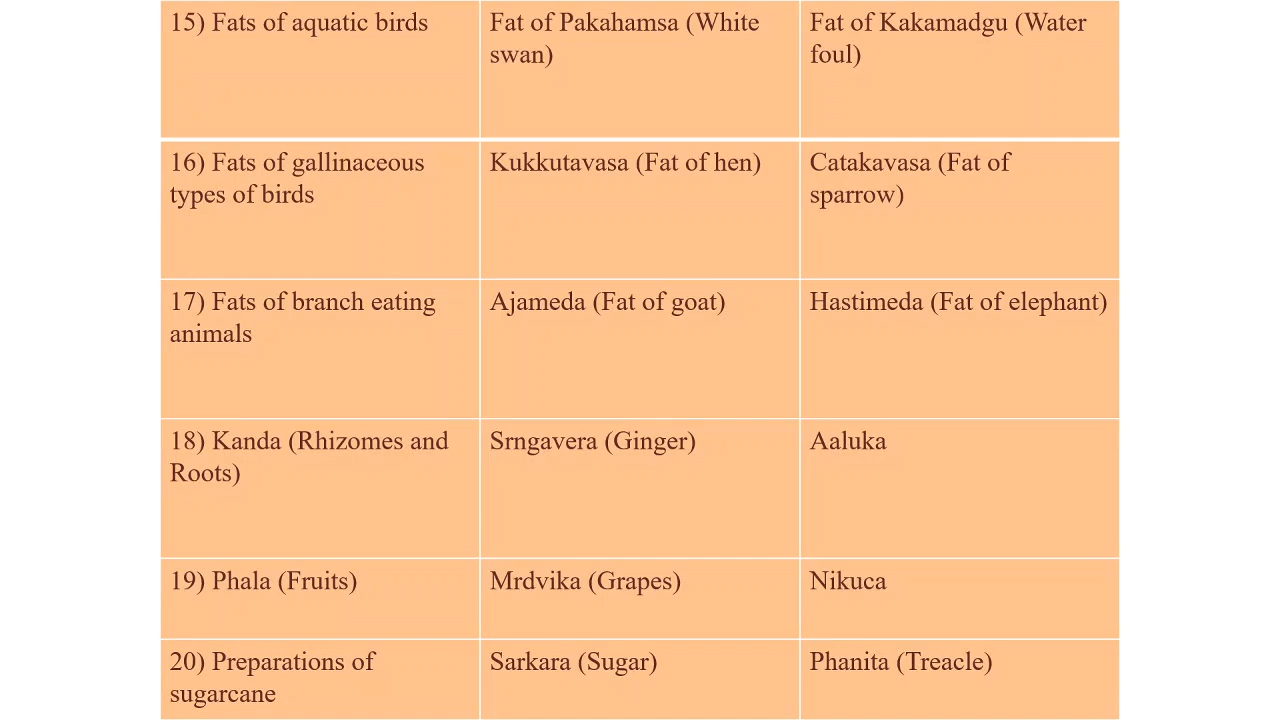 15) Fats of aquatic birds
Fat of Pakahamsa (White
swan)
Fat of Kakamadgu (Water
foul)
16) Fats of gallinaceous
types of birds
Kukkutavasa (Fat of hen)
Catakavasa (Fat of
sparrow)
17) Fats of branch eating
animals
Ajameda (Fat of goat)
Hastimeda (Fat of elephant)
18) Kanda (Rhizomes and
Roots)
Srngavera (Ginger)
Aaluka
19) Phala (Fruits)
Mrdvika (Grapes)
Nikuca
20) Preparations of
sugarcane
Sarkara (Sugar)
Phanita (Treacle)